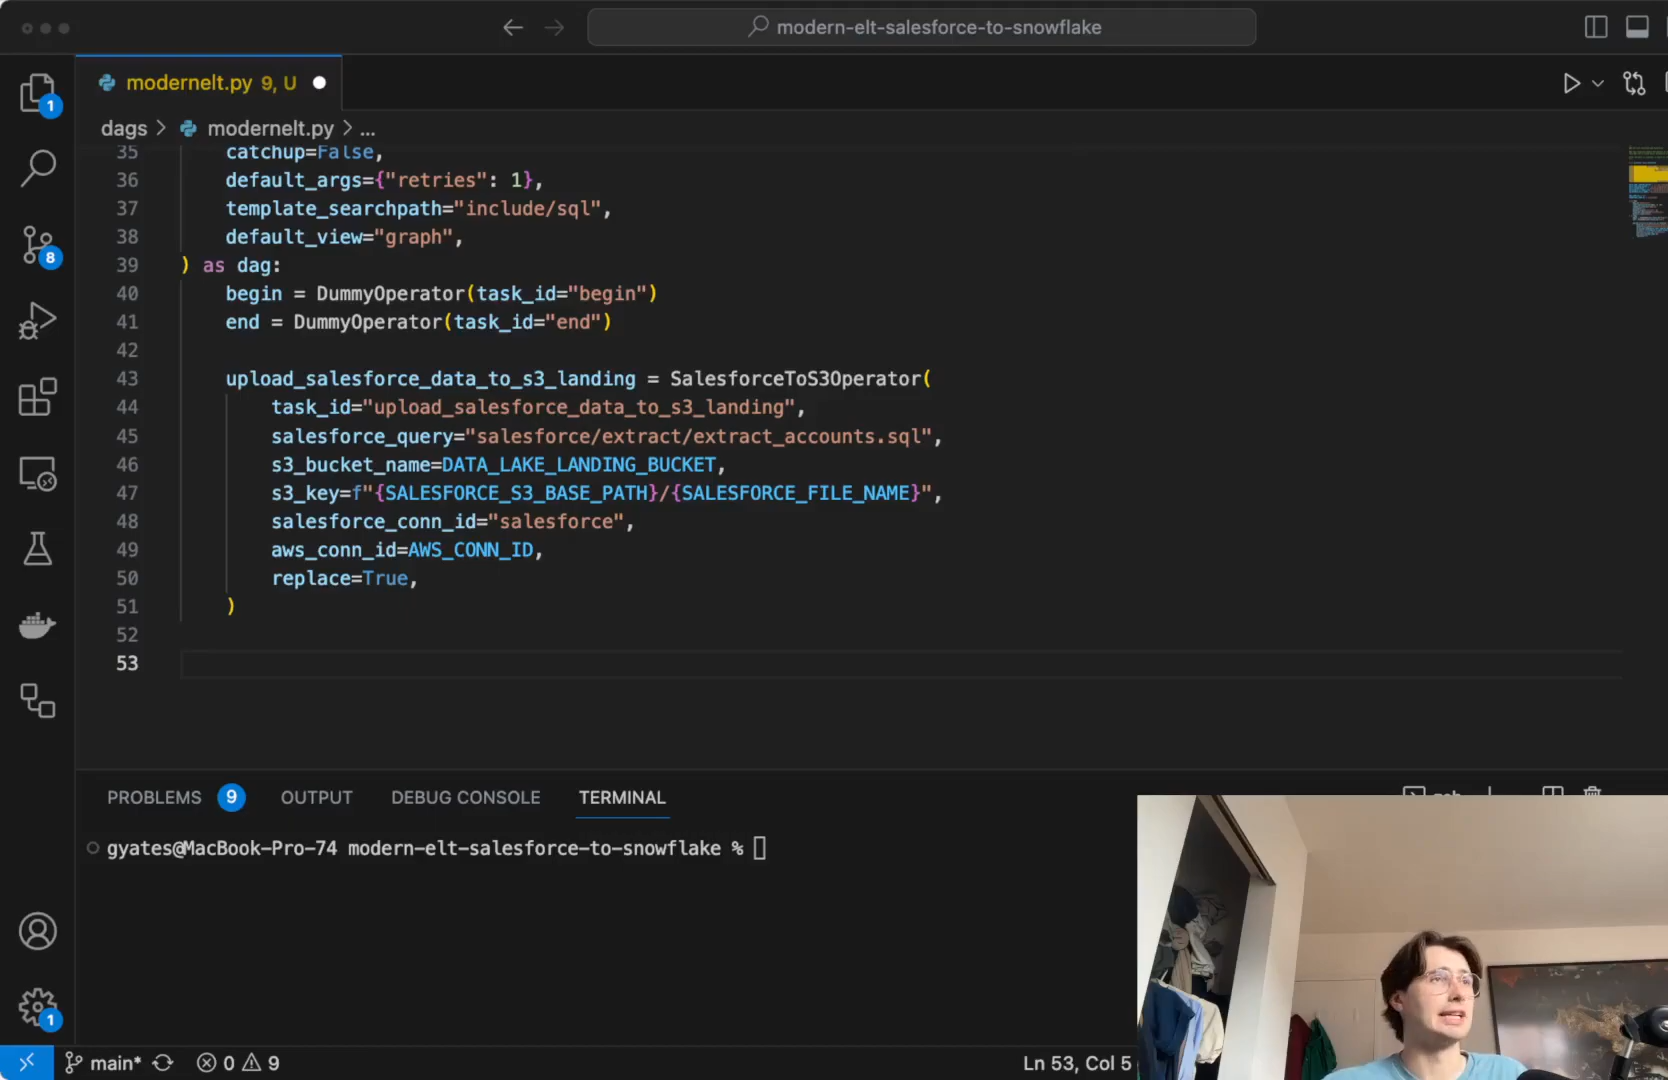 modern-elt-salesforce-to-snowflake
modernelt.py 9, U
dags > modernelt.py > ...
35 catchup=False,
36 default_args={"retries": 1},
37 template_searchpath="include/sql",
38 default_view="graph",
39 ) as dag:
40 begin = DummyOperator(task_id="begin")
41 end = DummyOperator(task_id="end")
42
43 upload_salesforce_data_to_s3_landing = SalesforceToS3Operator(
44 task_id="upload_salesforce_data_to_s3_landing",
45 salesforce_query="salesforce/extract/extract_accounts.sql",
46 s3_bucket_name=DATA_LAKE_LANDING_BUCKET,
47 s3_key=f"{SALESFORCE_S3_BASE_PATH}/{SALESFORCE_FILE_NAME}",
48 salesforce_conn_id="salesforce",
49 aws_conn_id=AWS_CONN_ID,
50 replace=True,
51 )
52
53
1
8
1
PROBLEMS 9 OUTPUT DEBUG CONSOLE TERMINAL
gyates@MacBook-Pro-74 modern-elt-salesforce-to-snowflake %
main* 0 9 Ln 53, Col 5